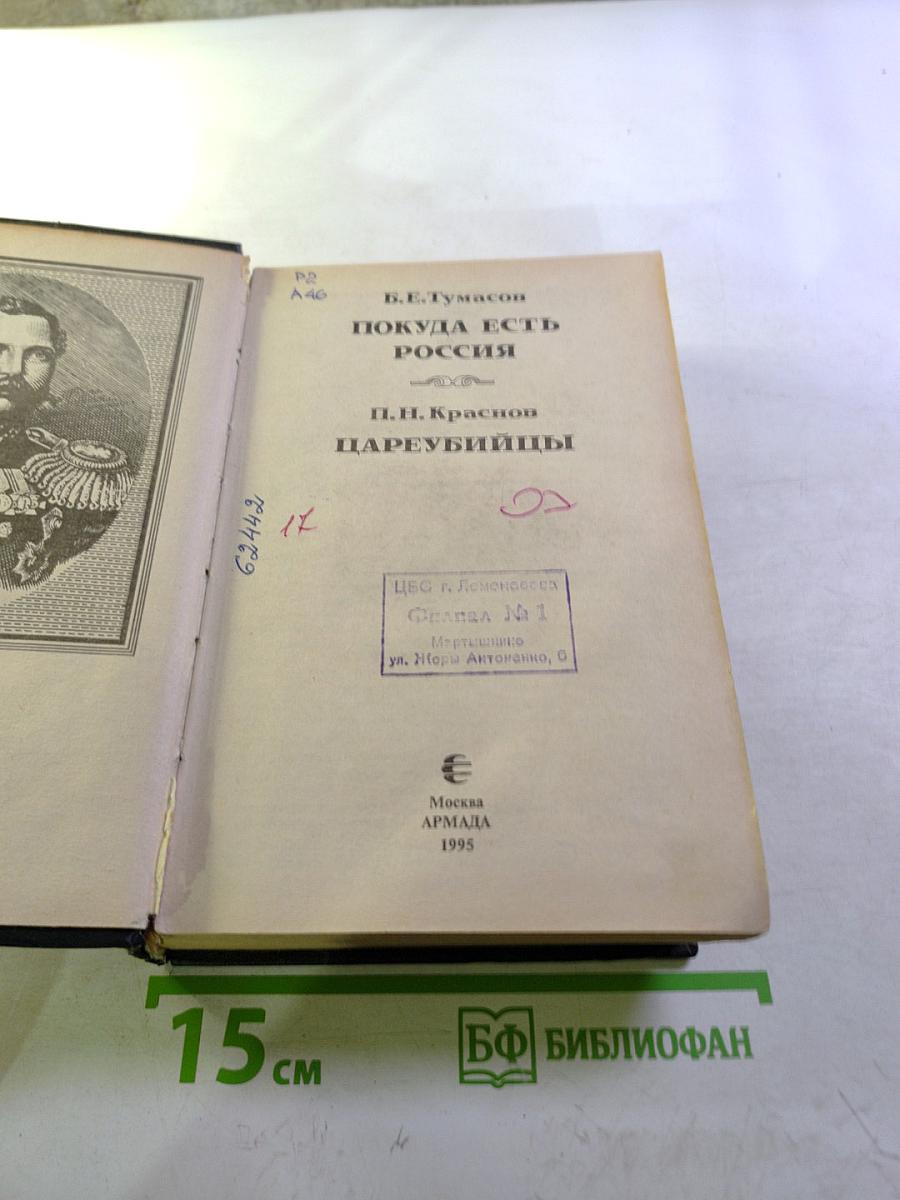 Р2
А46
Б.Е.Тумасов
ПОКУДА ЕСТЬ
РОССИЯ
П.Н.Краснов
ЦАРЕУБИЙЦЫ
62442
17
ЦБС г. Ломоносова
Филиал № 1
Мартышкино
ул. Жоры Антоненко, 6
Москва
АРМАДА
1995
15 см
БФ БИБЛИОФАН